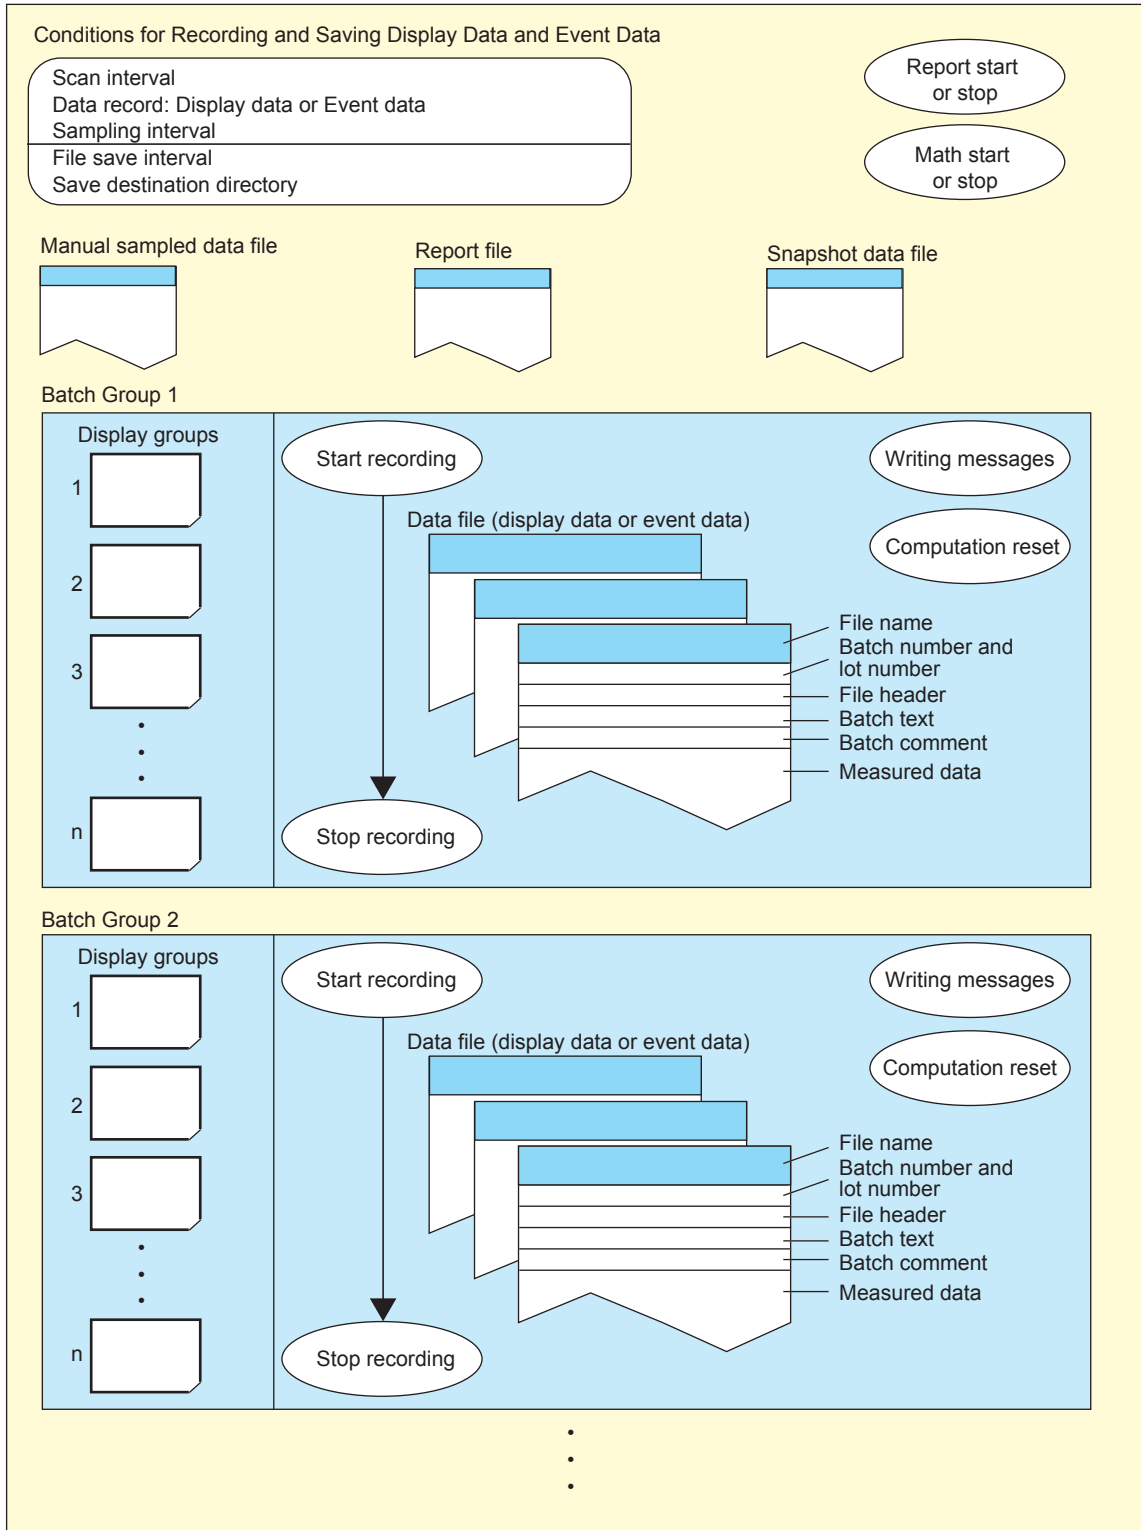 Conditions for Recording and Saving Display Data and Event Data
Scan interval
Data record: Display data or Event data
Sampling interval
File save interval
Save destination directory
Report start
or stop
Math start
or stop
Manual sampled data file
Report file
Snapshot data file
Batch Group 1
Display groups
1
2
3
n
Start recording
Stop recording
Data file (display data or event data)
Writing messages
Computation reset
File name
Batch number and
lot number
File header
Batch text
Batch comment
Measured data
Batch Group 2
Display groups
1
2
3
n
Start recording
Stop recording
Data file (display data or event data)
Writing messages
Computation reset
File name
Batch number and
lot number
File header
Batch text
Batch comment
Measured data